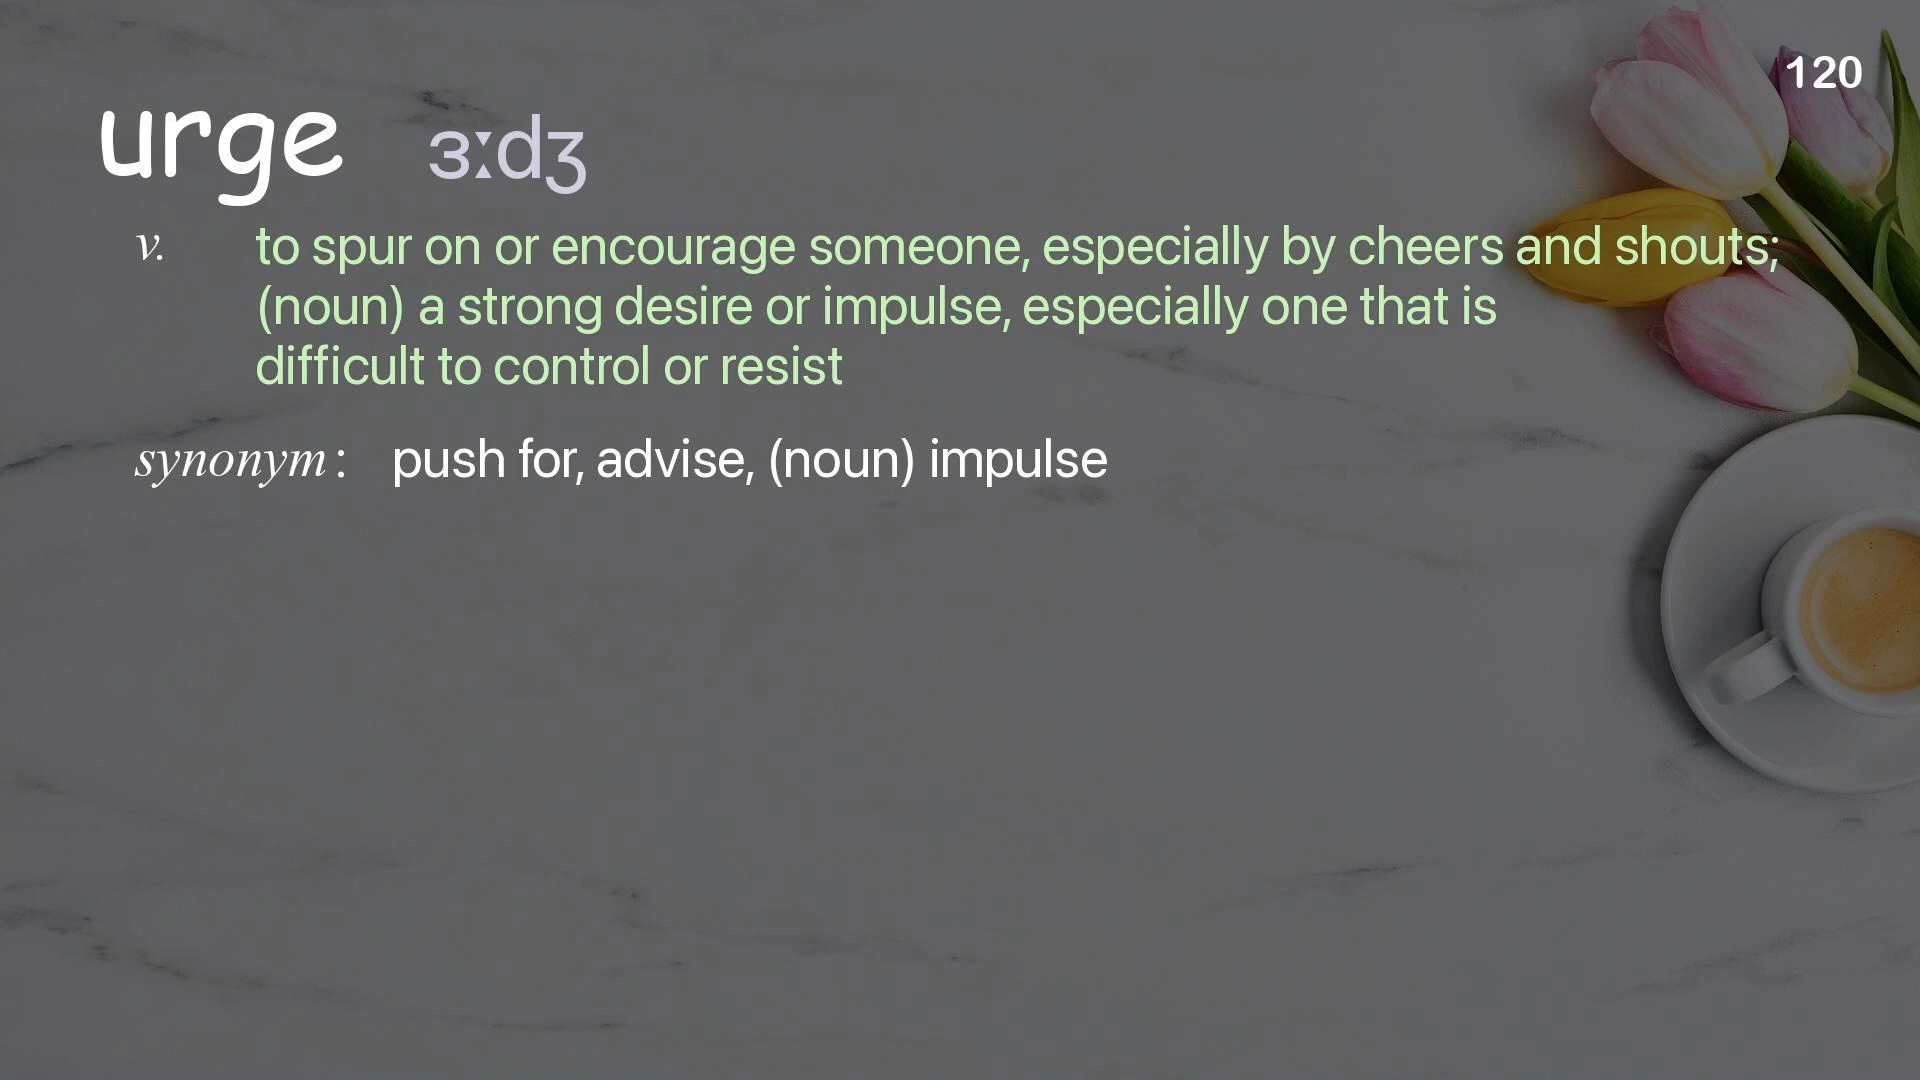 120
urge ɜːdʒ
v. to spur on or encourage someone, especially by cheers and shouts;
(noun) a strong desire or impulse, especially one that is
difficult to control or resist
synonym : push for, advise, (noun) impulse